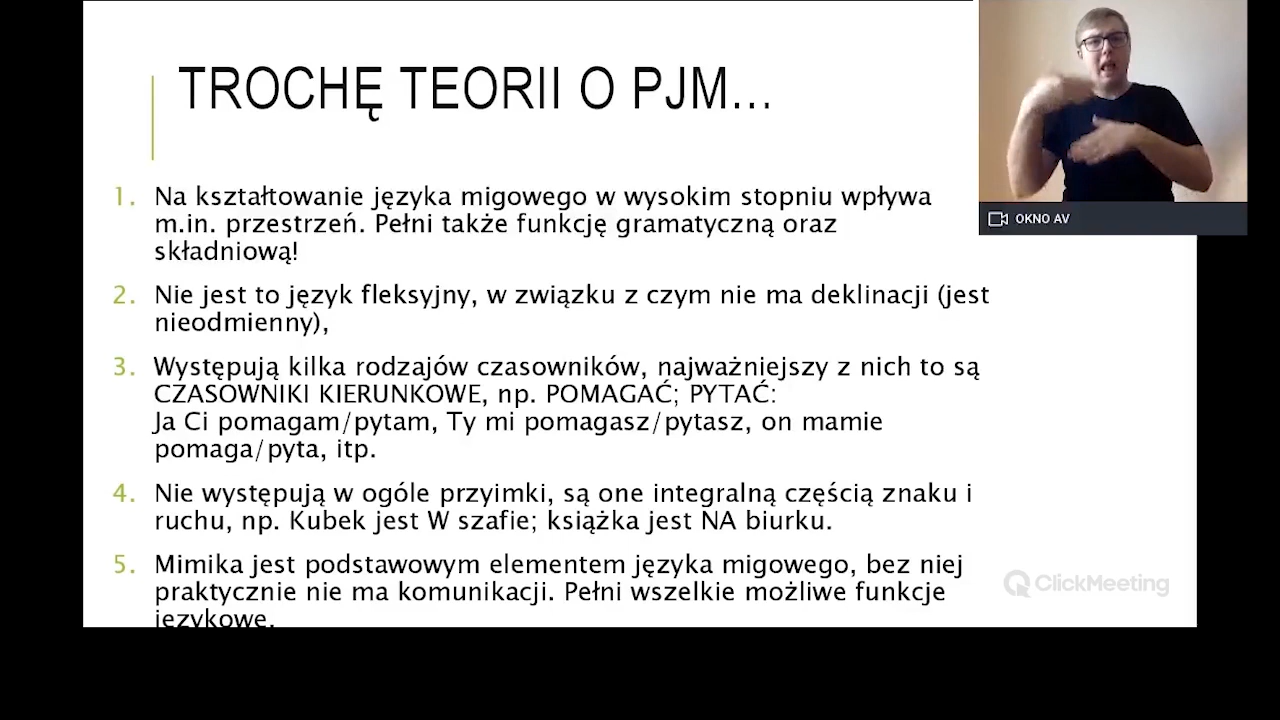 TROCHĘ TEORII O PJM...
1. Na kształtowanie języka migowego w wysokim stopniu wpływa
m.in. przestrzeń. Pełni także funkcję gramatyczną oraz
składniową!
2. Nie jest to język fleksyjny, w związku z czym nie ma deklinacji (jest
nieodmienny),
3. Występują kilka rodzajów czasowników, najważniejszy z nich to są
CZASOWNIKI KIERUNKOWE, np. POMAGAĆ; PYTAĆ:
Ja Ci pomagam/pytam, Ty mi pomagasz/pytasz, on mamie
pomaga/pyta, itp.
4. Nie występują w ogóle przyimki, są one integralną częścią znaku i
ruchu, np. Kubek jest W szafie; książka jest NA biurku.
5. Mimika jest podstawowym elementem języka migowego, bez niej
praktycznie nie ma komunikacji. Pełni wszelkie możliwe funkcje
językowe.
OKNO AV
ClickMeeting